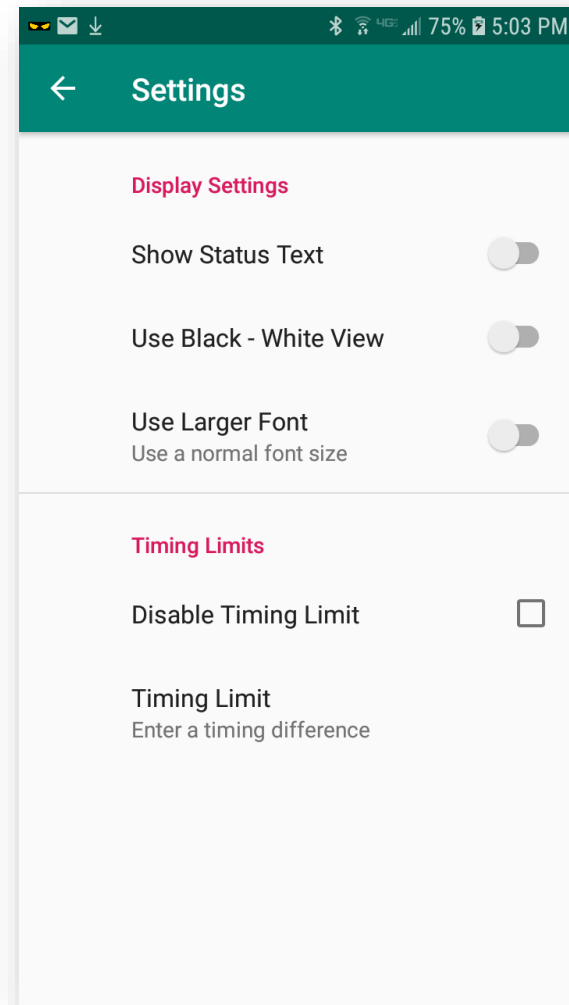 4G 75% 5:03 PM
Settings
Display Settings
Show Status Text
Use Black - White View
Use Larger Font
Use a normal font size
Timing Limits
Disable Timing Limit
Timing Limit
Enter a timing difference